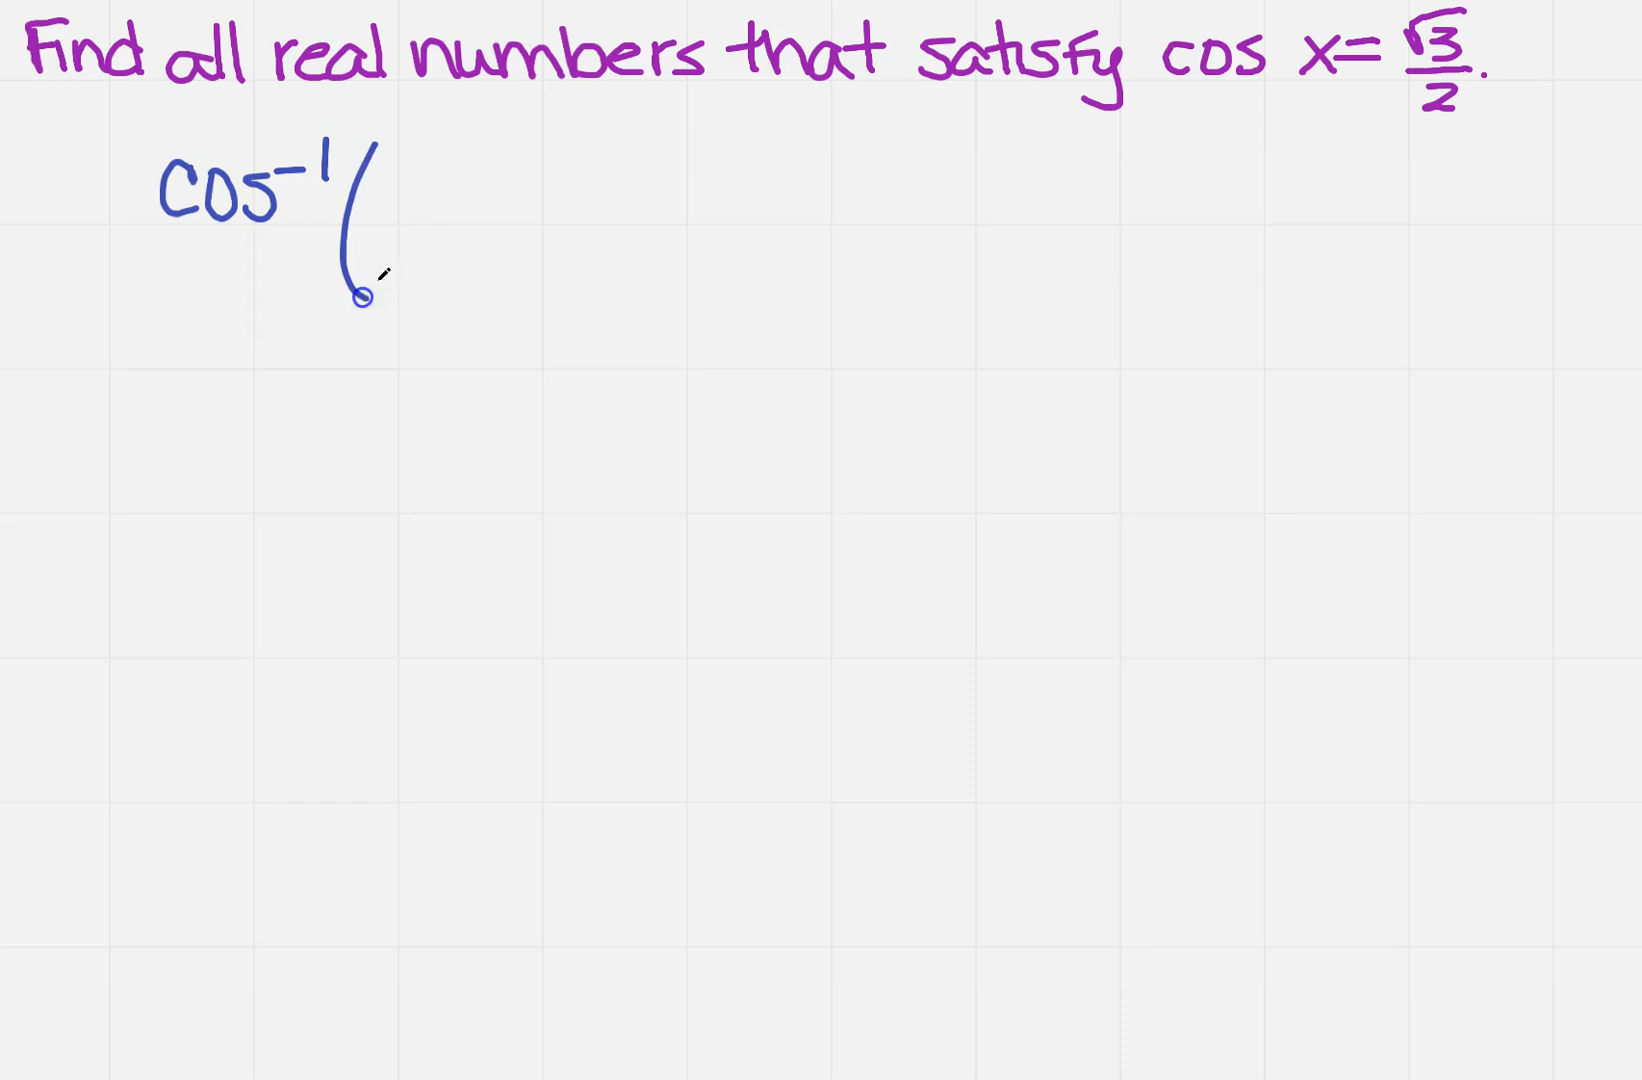 Find all real numbers that satisfy cos x = √3/2.
cos⁻¹(